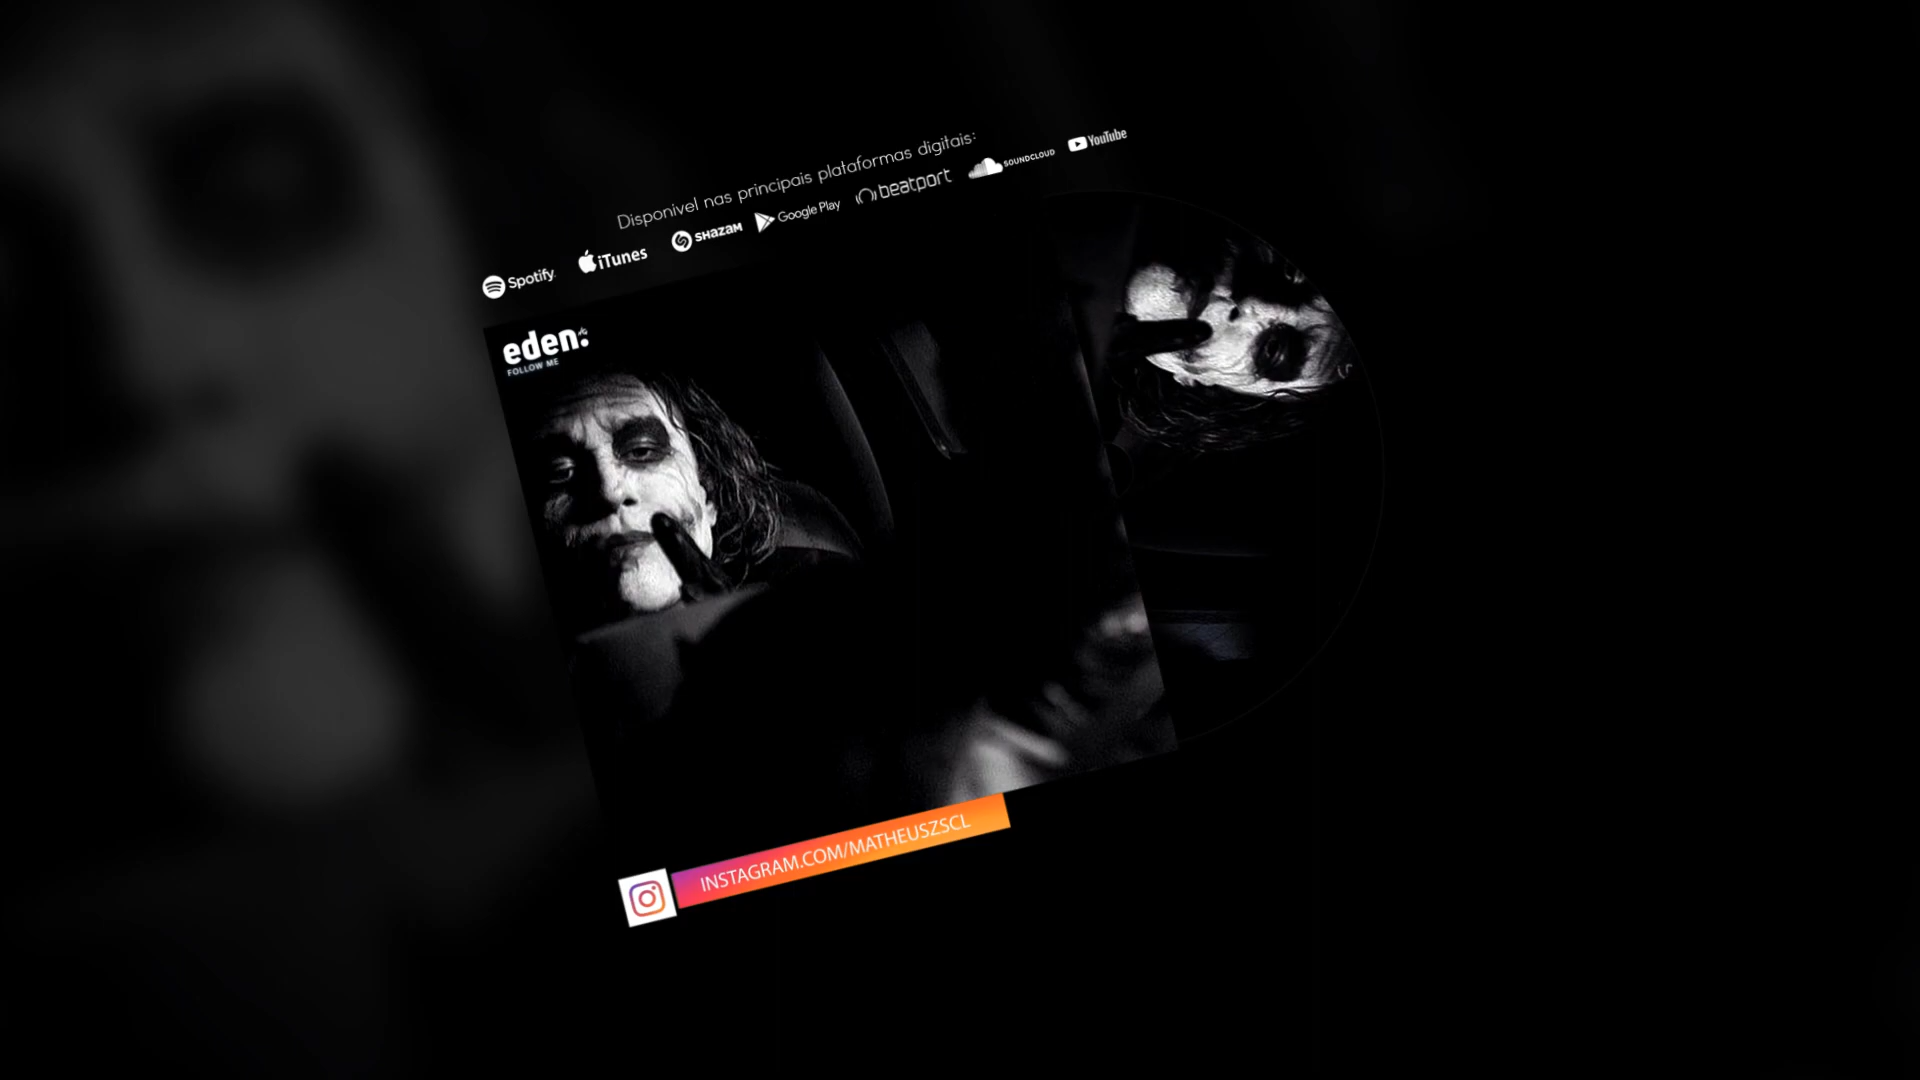 Disponivel nas principais plataformas digitais:
Spotify iTunes SHAZAM Google Play beatport SOUNDCLOUD YouTube
eden:
FOLLOW ME
INSTAGRAM.COM/MATHEUSZSCL